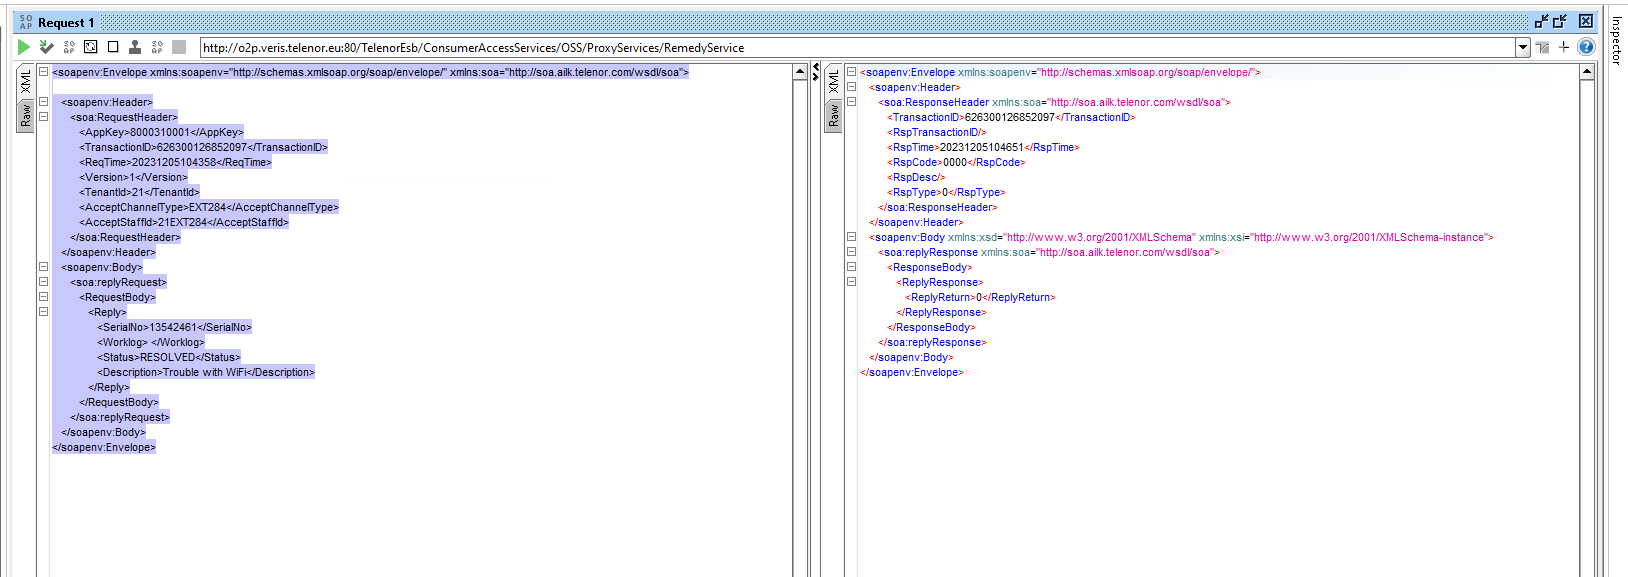 SO
AP
Request 1
SO
AP
SO
AP
http://o2p.veris.telenor.eu:80/TelenorEsb/ConsumerAccessServices/OSS/ProxyServices/RemedyService
Inspector
XML
Raw
<soapenv:Envelope xmlns:soapenv="http://schemas.xmlsoap.org/soap/envelope/" xmlns:soa="http://soa.ailk.telenor.com/wsdl/soa">
<soapenv:Header>
<soa:RequestHeader>
<AppKey>8000310001</AppKey>
<TransactionID>626300126852097</TransactionID>
<ReqTime>20231205104358</ReqTime>
<Version>1</Version>
<TenantId>21</TenantId>
<AcceptChannelType>EXT284</AcceptChannelType>
<AcceptStaffId>21EXT284</AcceptStaffId>
</soa:RequestHeader>
</soapenv:Header>
<soapenv:Body>
<soa:replyRequest>
<RequestBody>
<Reply>
<SerialNo>13542461</SerialNo>
<Worklog> </Worklog>
<Status>RESOLVED</Status>
<Description>Trouble with WiFi</Description>
</Reply>
</RequestBody>
</soa:replyRequest>
</soapenv:Body>
</soapenv:Envelope>
XML
Raw
<soapenv:Envelope xmlns:soapenv="http://schemas.xmlsoap.org/soap/envelope/">
<soapenv:Header>
<soa:ResponseHeader xmlns:soa="http://soa.ailk.telenor.com/wsdl/soa">
<TransactionID>626300126852097</TransactionID>
<RspTransactionID/>
<RspTime>20231205104651</RspTime>
<RspCode>0000</RspCode>
<RspDesc/>
<RspType>0</RspType>
</soa:ResponseHeader>
</soapenv:Header>
<soapenv:Body xmlns:xsd="http://www.w3.org/2001/XMLSchema" xmlns:xsi="http://www.w3.org/2001/XMLSchema-instance">
<soa:replyResponse xmlns:soa="http://soa.ailk.telenor.com/wsdl/soa">
<ResponseBody>
<ReplyResponse>
<ReplyReturn>0</ReplyReturn>
</ReplyResponse>
</ResponseBody>
</soa:replyResponse>
</soapenv:Body>
</soapenv:Envelope>